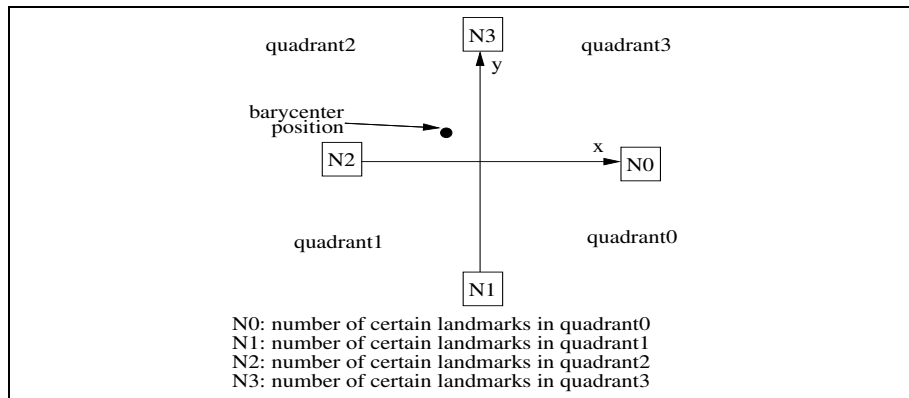 N3
quadrant2
quadrant3
y
barycenter
position
x
N2
N0
quadrant1
quadrant0
N1
N0: number of certain landmarks in quadrant0
N1: number of certain landmarks in quadrant1
N2: number of certain landmarks in quadrant2
N3: number of certain landmarks in quadrant3